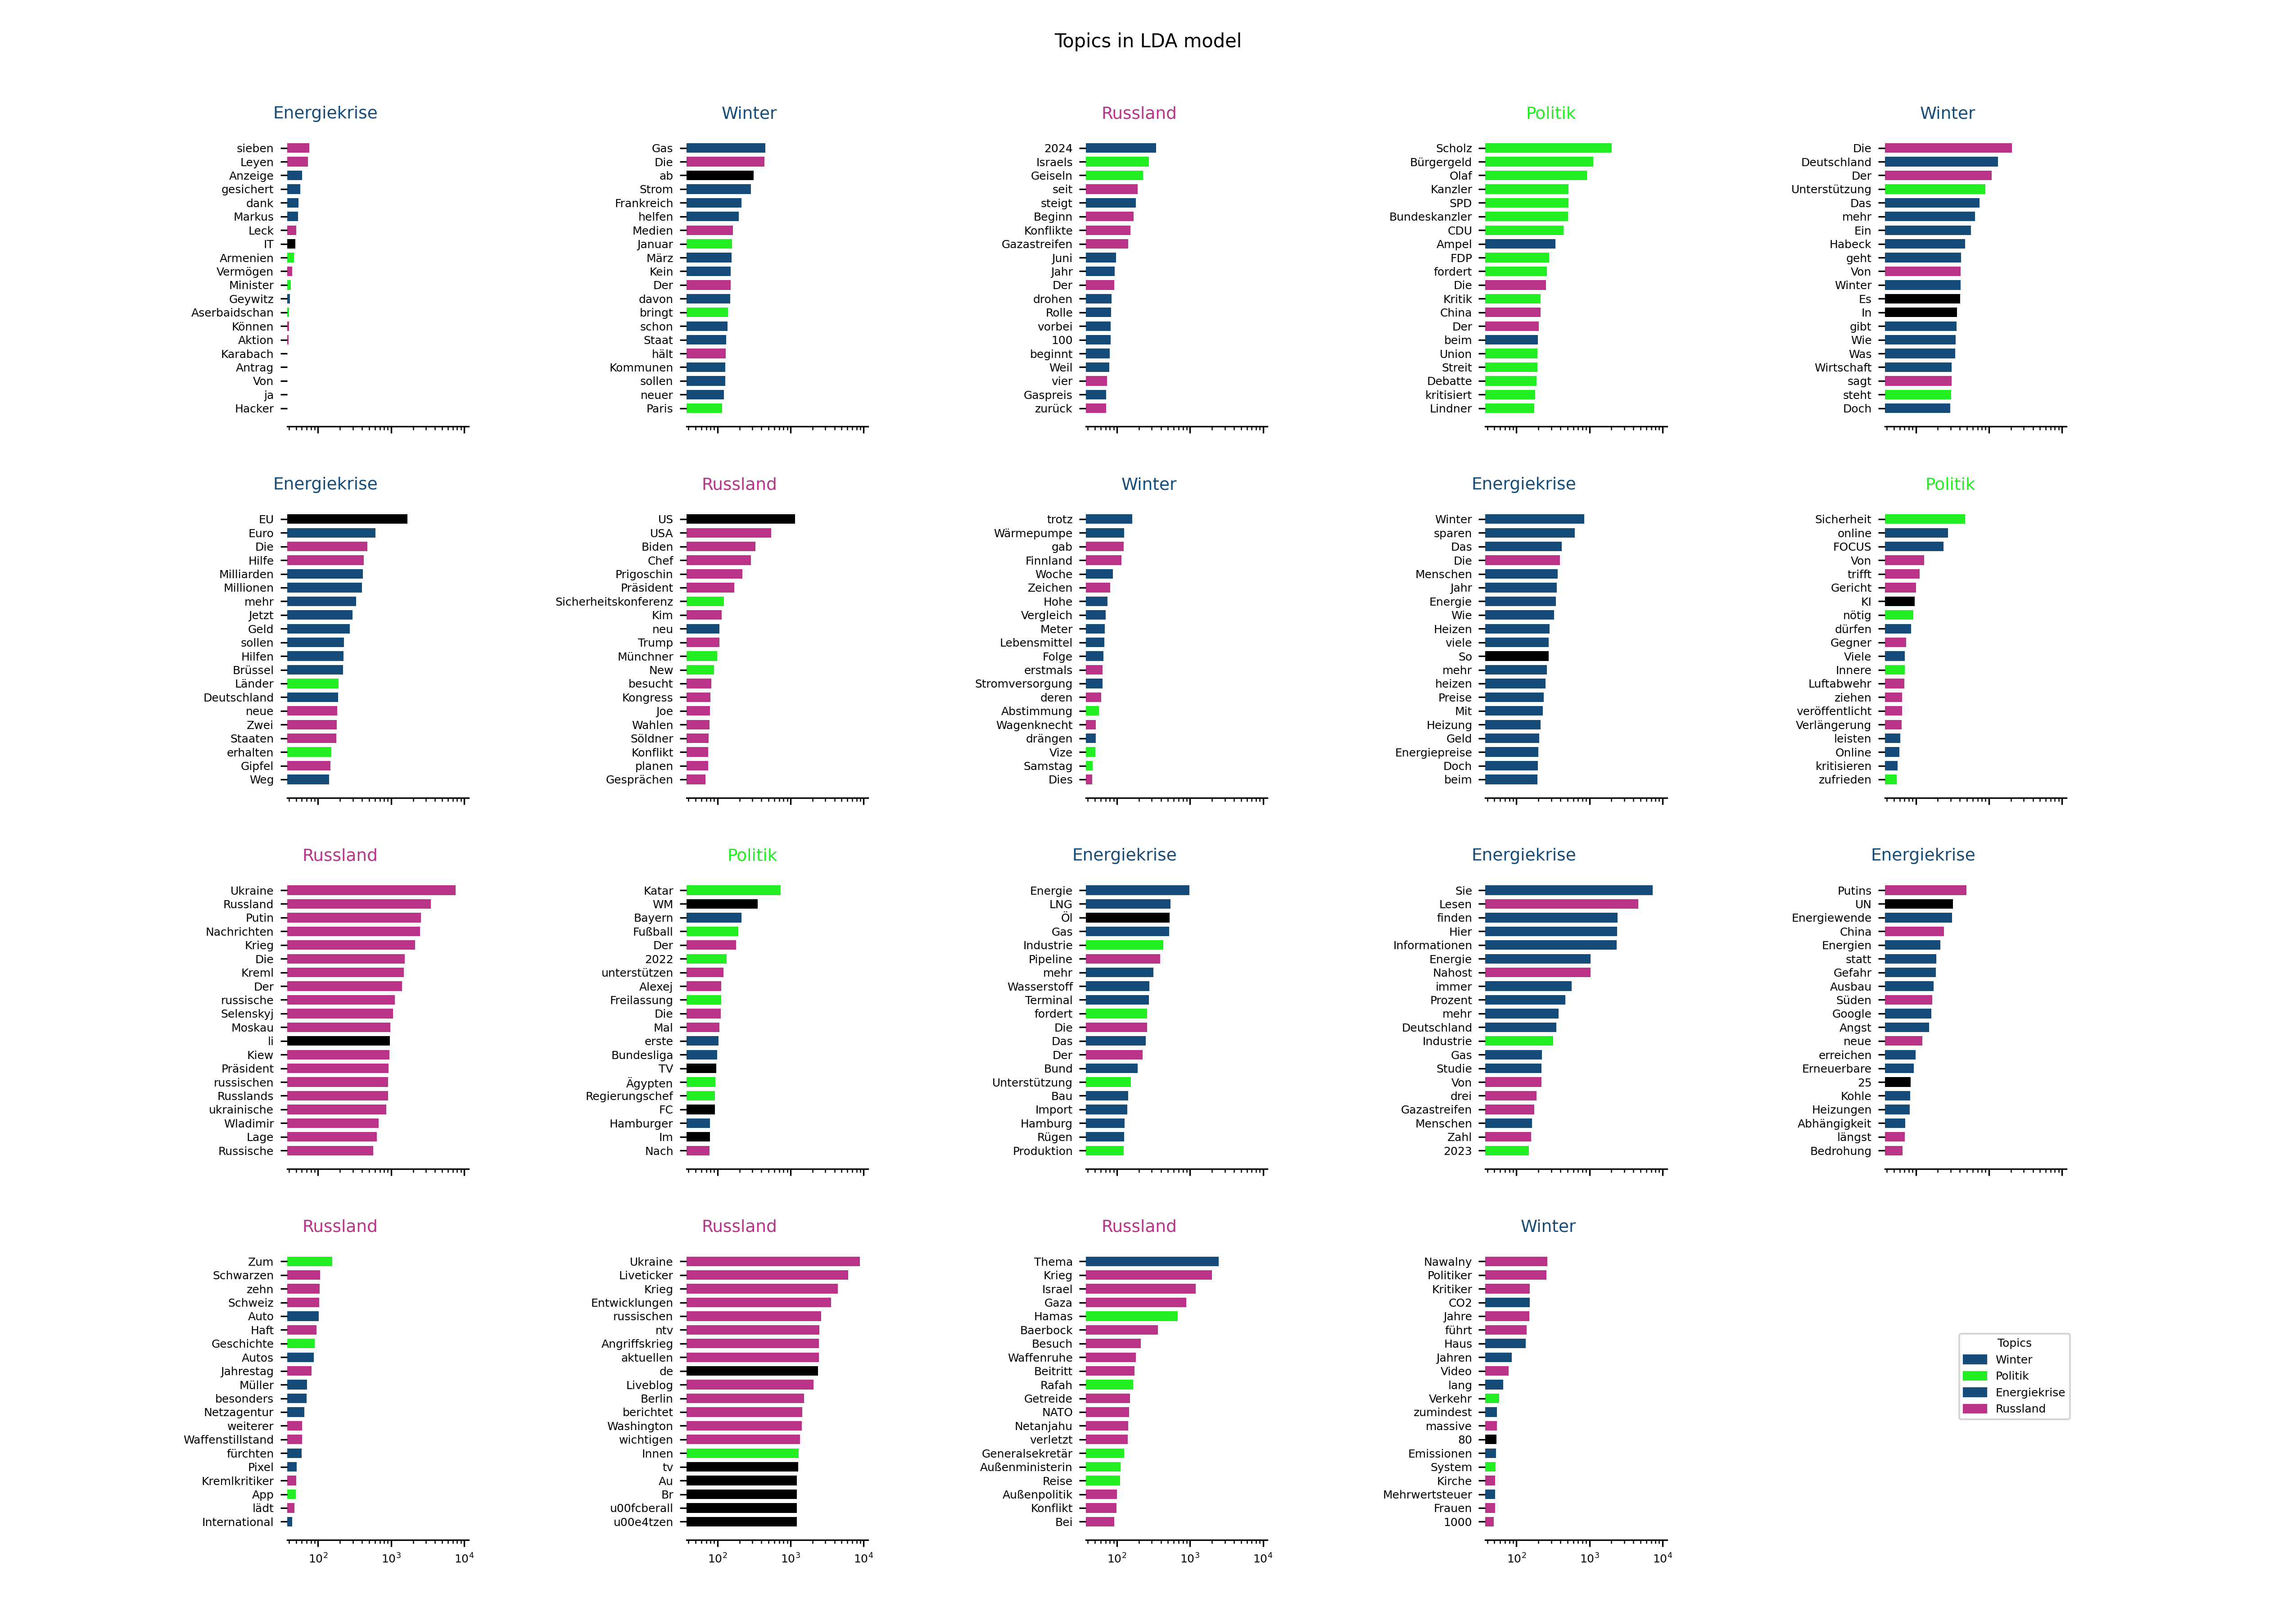 Topics in LDA model
Energiekrise
sieben
Leyen
Anzeige
gesichert
dank
Markus
Leck
IT
Armenien
Vermögen
Minister
Geywitz
Aserbaidschan
Können
Aktion
Karabach
Antrag
Von
ja
Hacker
Winter
Gas
Die
ab
Strom
Frankreich
helfen
Medien
Januar
März
Kein
Der
davon
bringt
schon
Staat
hält
Kommunen
sollen
neuer
Paris
Russland
2024
Israels
Geiseln
seit
steigt
Beginn
Konflikte
Gazastreifen
Juni
Jahr
Der
drohen
Rolle
vorbei
100
beginnt
Weil
vier
Gaspreis
zurück
Politik
Scholz
Bürgergeld
Olaf
Kanzler
SPD
Bundeskanzler
CDU
Ampel
FDP
fordert
Die
Kritik
China
Der
beim
Union
Streit
Debatte
kritisiert
Lindner
Winter
Die
Deutschland
Der
Unterstützung
Das
mehr
Ein
Habeck
geht
Von
Winter
Es
In
gibt
Wie
Was
Wirtschaft
sagt
steht
Doch
Energiekrise
EU
Euro
Die
Hilfe
Milliarden
Millionen
mehr
Jetzt
Geld
sollen
Hilfen
Brüssel
Länder
Deutschland
neue
Zwei
Staaten
erhalten
Gipfel
Weg
Russland
US
USA
Biden
Chef
Prigoschin
Präsident
Sicherheitskonferenz
Kim
neu
Trump
Münchner
New
besucht
Kongress
Joe
Wahlen
Söldner
Konflikt
planen
Gesprächen
Winter
trotz
Wärmepumpe
gab
Finnland
Woche
Zeichen
Hohe
Vergleich
Meter
Lebensmittel
Folge
erstmals
Stromversorgung
deren
Abstimmung
Wagenknecht
drängen
Vize
Samstag
Dies
Energiekrise
Winter
sparen
Das
Die
Menschen
Jahr
Energie
Wie
Heizen
viele
So
mehr
heizen
Preise
Mit
Heizung
Geld
Energiepreise
Doch
beim
Politik
Sicherheit
online
FOCUS
Von
trifft
Gericht
KI
nötig
dürfen
Gegner
Viele
Innere
Luftabwehr
ziehen
veröffentlicht
Verlängerung
leisten
Online
kritisieren
zufrieden
Russland
Ukraine
Russland
Putin
Nachrichten
Krieg
Die
Kreml
Der
russische
Selenskyj
Moskau
li
Kiew
Präsident
russischen
Russlands
ukrainische
Wladimir
Lage
Russische
Politik
Katar
WM
Bayern
Fußball
Der
2022
unterstützen
Alexej
Freilassung
Die
Mal
erste
Bundesliga
TV
Ägypten
Regierungschef
FC
Hamburger
Im
Nach
Energiekrise
Energie
LNG
Öl
Gas
Industrie
Pipeline
mehr
Wasserstoff
Terminal
fordert
Die
Das
Der
Bund
Unterstützung
Bau
Import
Hamburg
Rügen
Produktion
Energiekrise
Sie
Lesen
finden
Hier
Informationen
Energie
Nahost
immer
Prozent
mehr
Deutschland
Industrie
Gas
Studie
Von
drei
Gazastreifen
Menschen
Zahl
2023
Energiekrise
Putins
UN
Energiewende
China
Energien
statt
Gefahr
Ausbau
Süden
Google
Angst
neue
erreichen
Erneuerbare
25
Kohle
Heizungen
Abhängigkeit
längst
Bedrohung
Russland
Zum
Schwarzen
zehn
Schweiz
Auto
Haft
Geschichte
Autos
Jahrestag
Müller
besonders
Netzagentur
weiterer
Waffenstillstand
fürchten
Pixel
Kremlkritiker
App
lädt
International
10² 10³ 10⁴
Russland
Ukraine
Liveticker
Krieg
Entwicklungen
russischen
ntv
Angriffskrieg
aktuellen
de
Liveblog
Berlin
berichtet
Washington
wichtigen
Innen
tv
Au
Br
u00fcberall
u00e4tzen
10² 10³ 10⁴
Russland
Thema
Krieg
Israel
Gaza
Hamas
Baerbock
Besuch
Waffenruhe
Beitritt
Rafah
Getreide
NATO
Netanjahu
verletzt
Generalsekretär
Außenministerin
Reise
Außenpolitik
Konflikt
Bei
10² 10³ 10⁴
Winter
Nawalny
Politiker
Kritiker
CO2
Jahre
führt
Haus
Jahren
Video
lang
Verkehr
zumindest
massive
80
Emissionen
System
Kirche
Mehrwertsteuer
Frauen
1000
10² 10³ 10⁴
Topics
Winter
Politik
Energiekrise
Russland